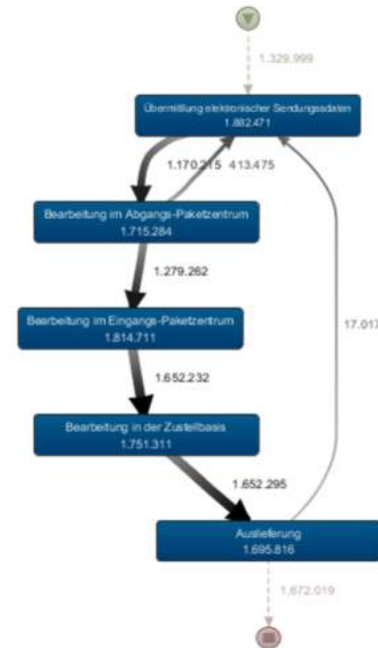 1.329.999
Übermittlung elektronischer Sendungsdaten
1.882.471
1.170.215
413.475
Bearbeitung im Abgangs-Paketzentrum
1.715.284
1.279.262
Bearbeitung im Eingangs-Paketzentrum
1.814.711
17.017
1.652.232
Bearbeitung in der Zustellbasis
1.751.311
1.652.295
Auslieferung
1.695.816
1.672.019